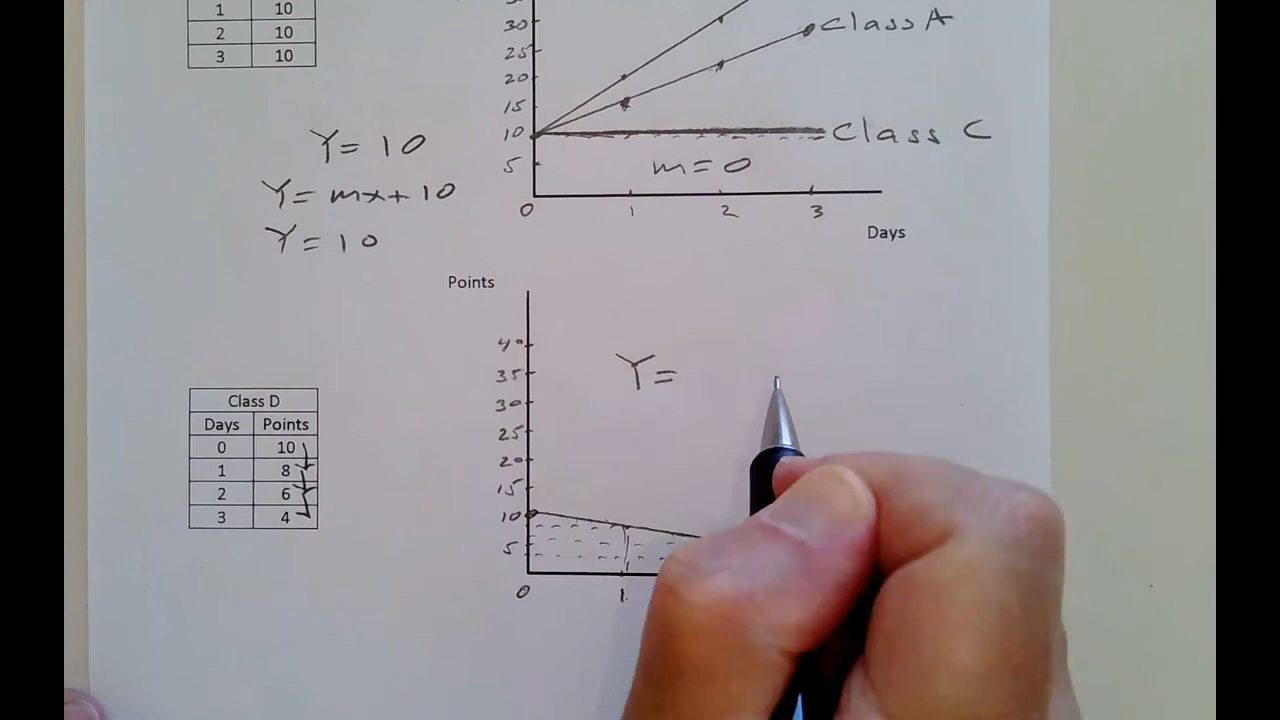 1 10
2 10
3 10
30
25
20
15
10
5
Class A
Class C
m = 0
0 1 2 3
Days
Y = 10
Y = mx + 10
Y = 10
Points
40
35
30
25
20
15
10
5
0 1
Y =
Class D
Days Points
0 10
1 8
2 6
3 4